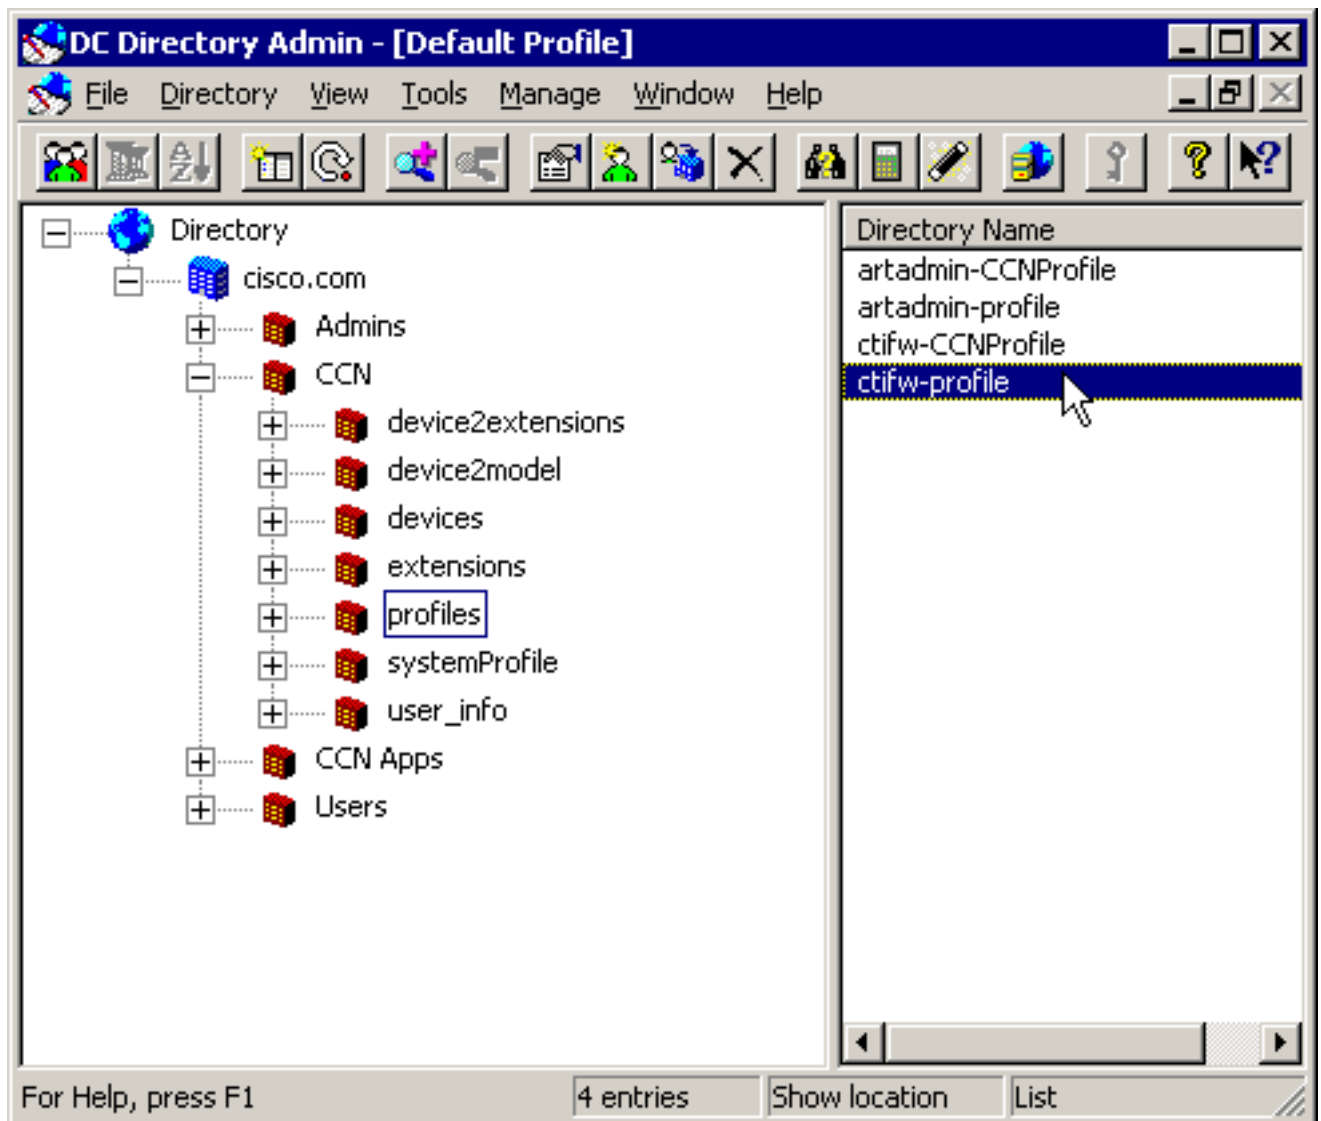 DC Directory Admin - [Default Profile]
File Directory View Tools Manage Window Help
Directory
cisco.com
Admins
CCN
device2extensions
device2model
devices
extensions
profiles
systemProfile
user_info
CCN Apps
Users
Directory Name
artadmin-CCNProfile
artadmin-profile
ctifw-CCNProfile
ctifw-profile
For Help, press F1
4 entries
Show location
List